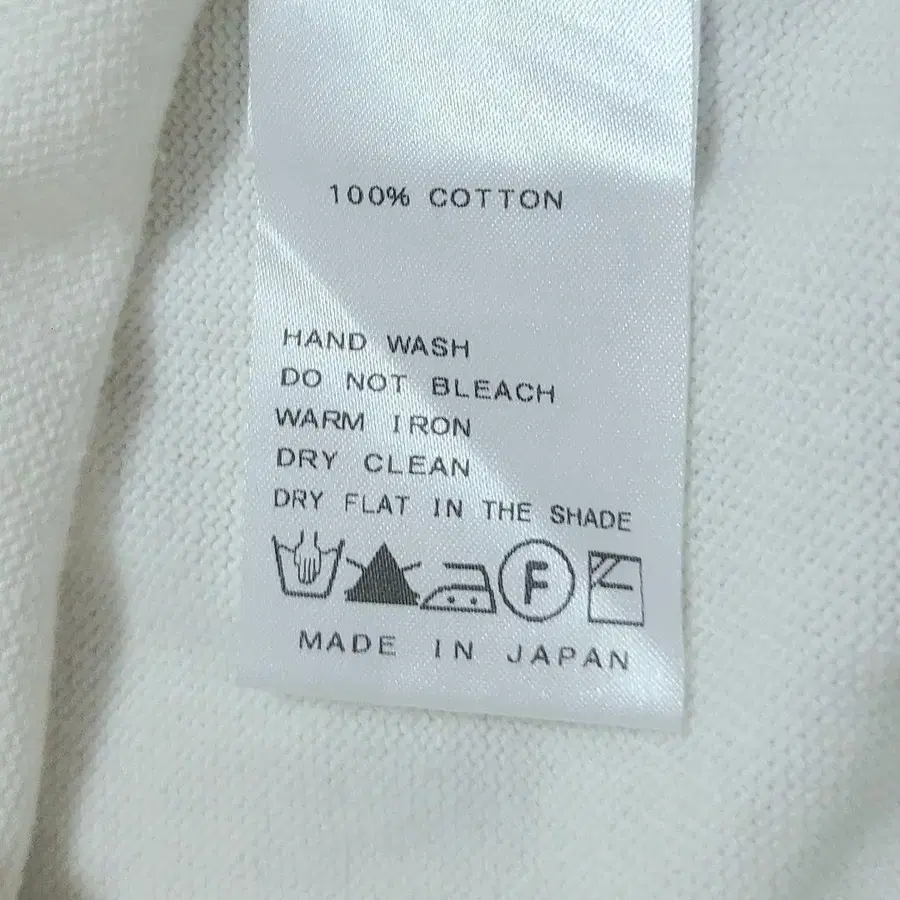 100% COTTON
HAND WASH
DO NOT BLEACH
WARM IRON
DRY CLEAN
DRY FLAT IN THE SHADE
F
MADE IN JAPAN